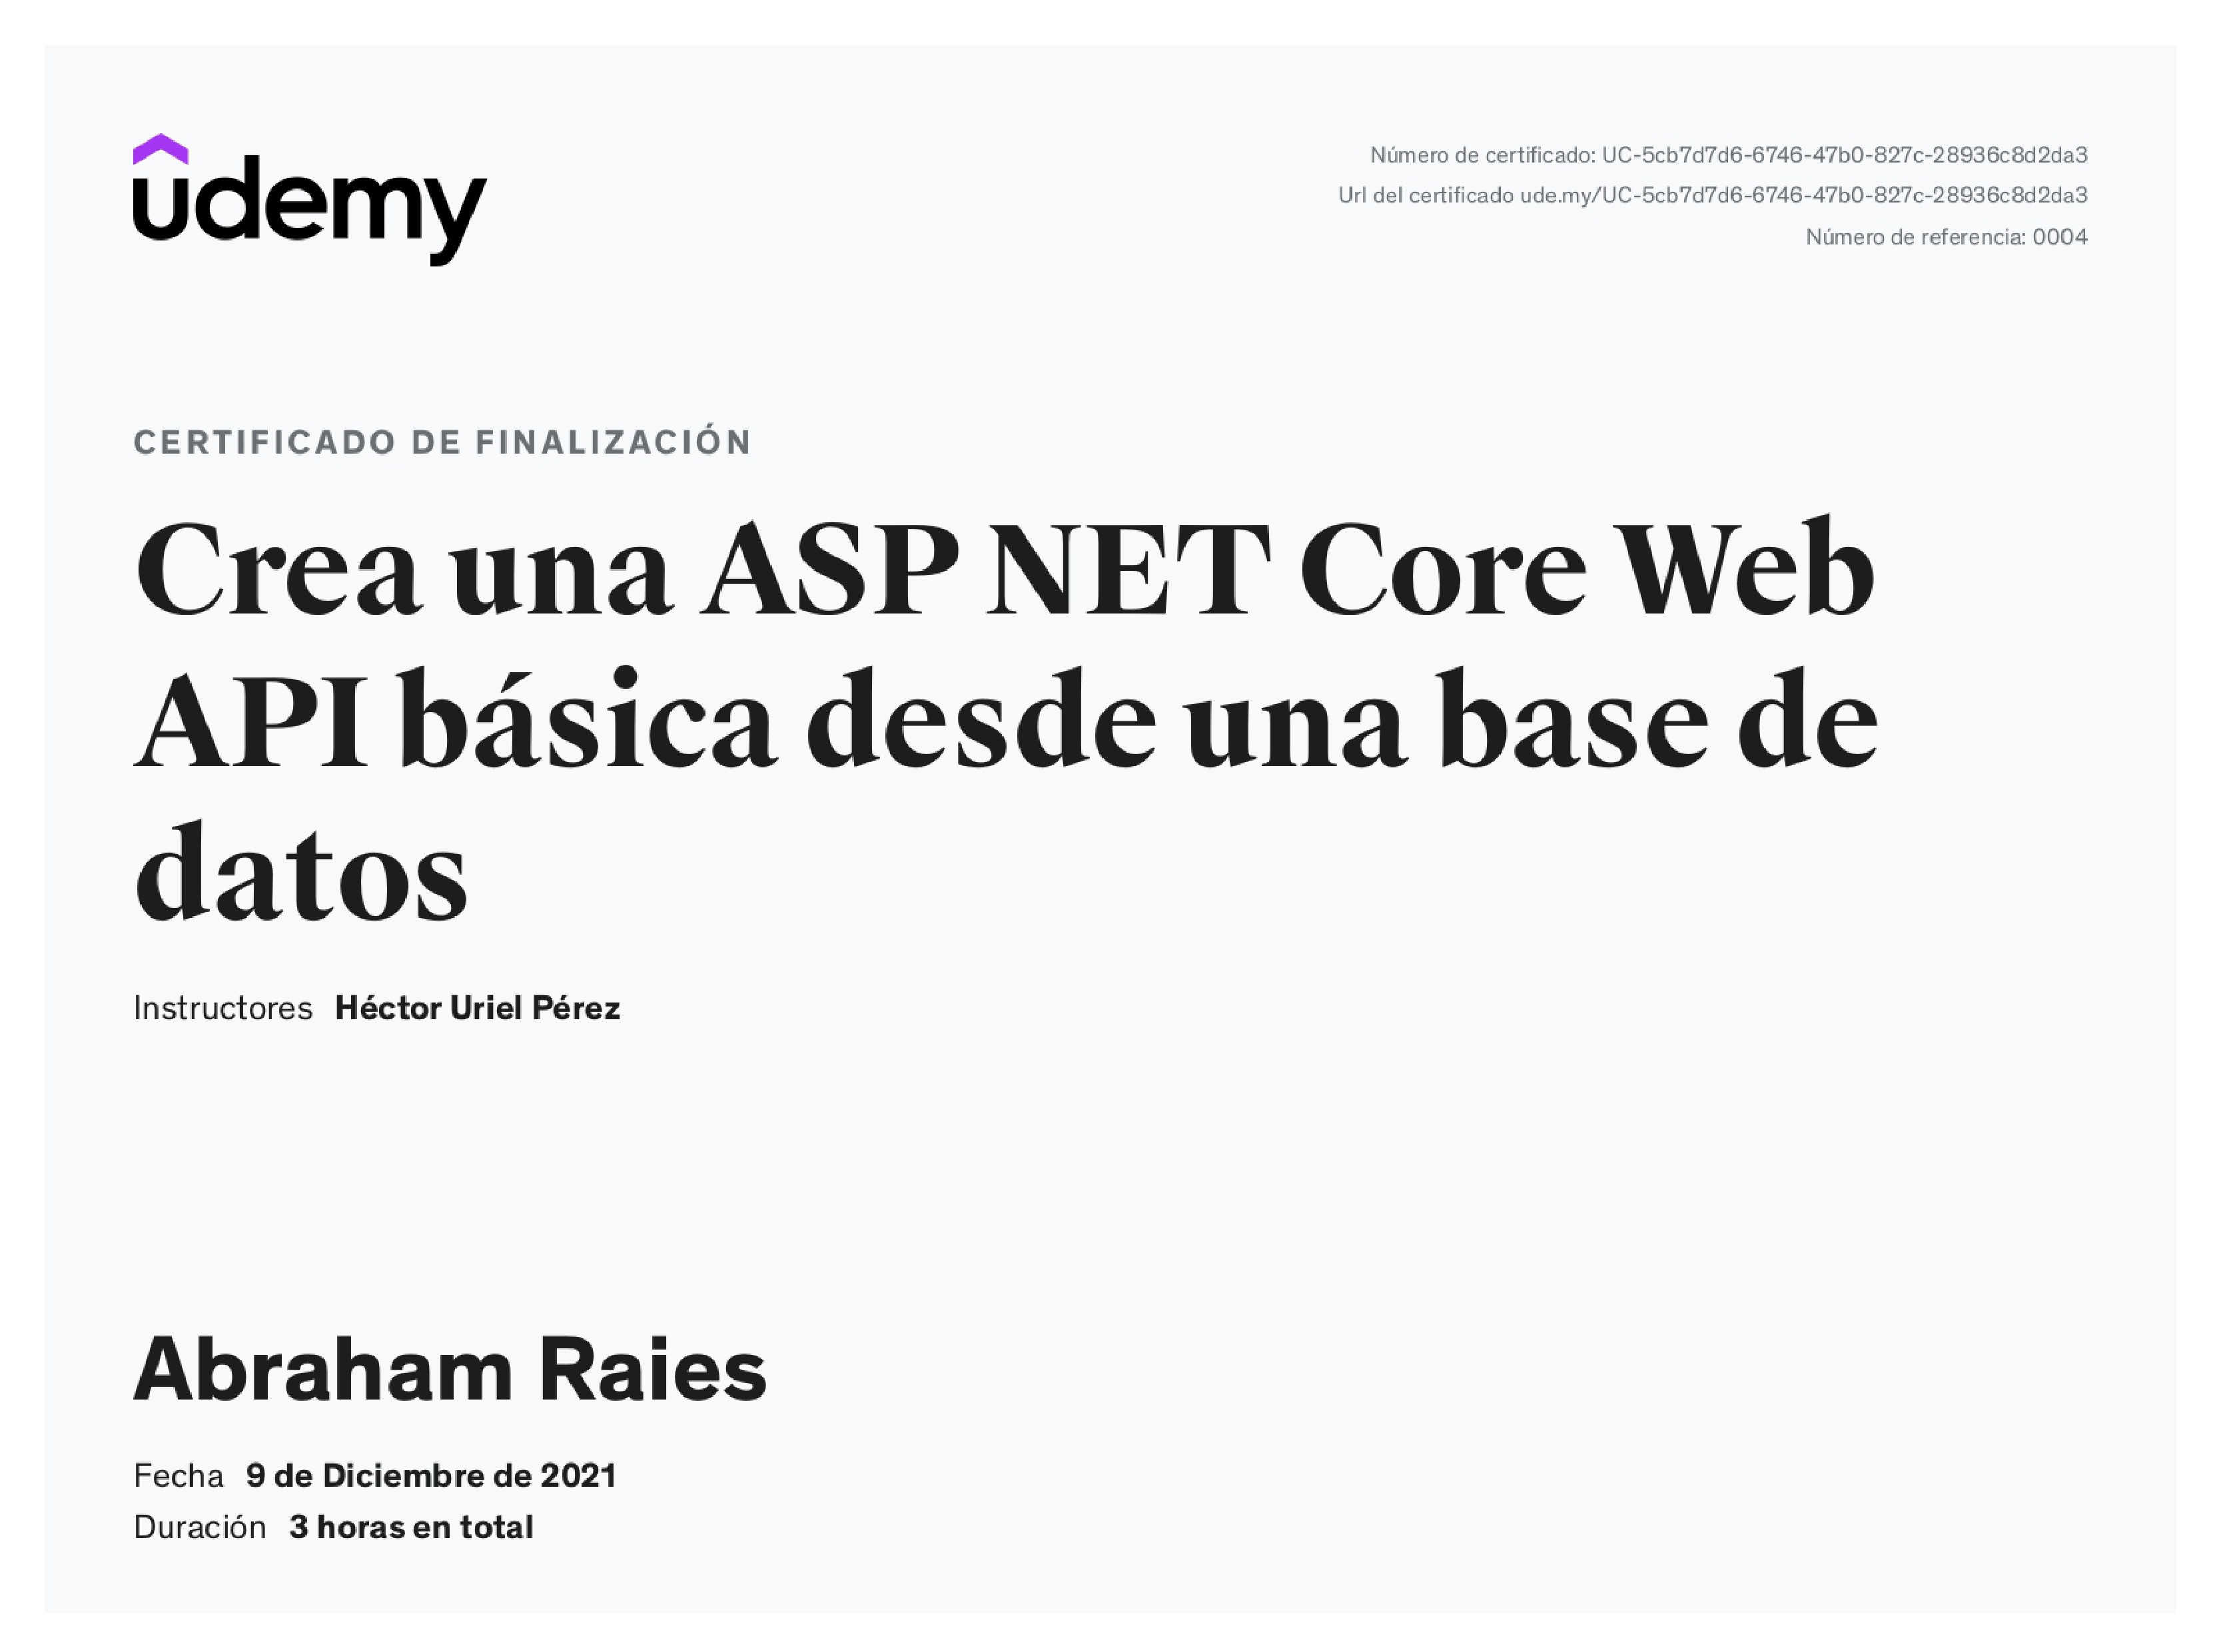 udemy
Número de certificado: UC-5cb7d7d6-6746-47b0-827c-28936c8d2da3
Url del certificado ude.my/UC-5cb7d7d6-6746-47b0-827c-28936c8d2da3
Número de referencia: 0004
CERTIFICADO DE FINALIZACIÓN
Crea una ASP NET Core Web
API básica desde una base de
datos
Instructores Héctor Uriel Pérez
Abraham Raies
Fecha 9 de Diciembre de 2021
Duración 3 horas en total